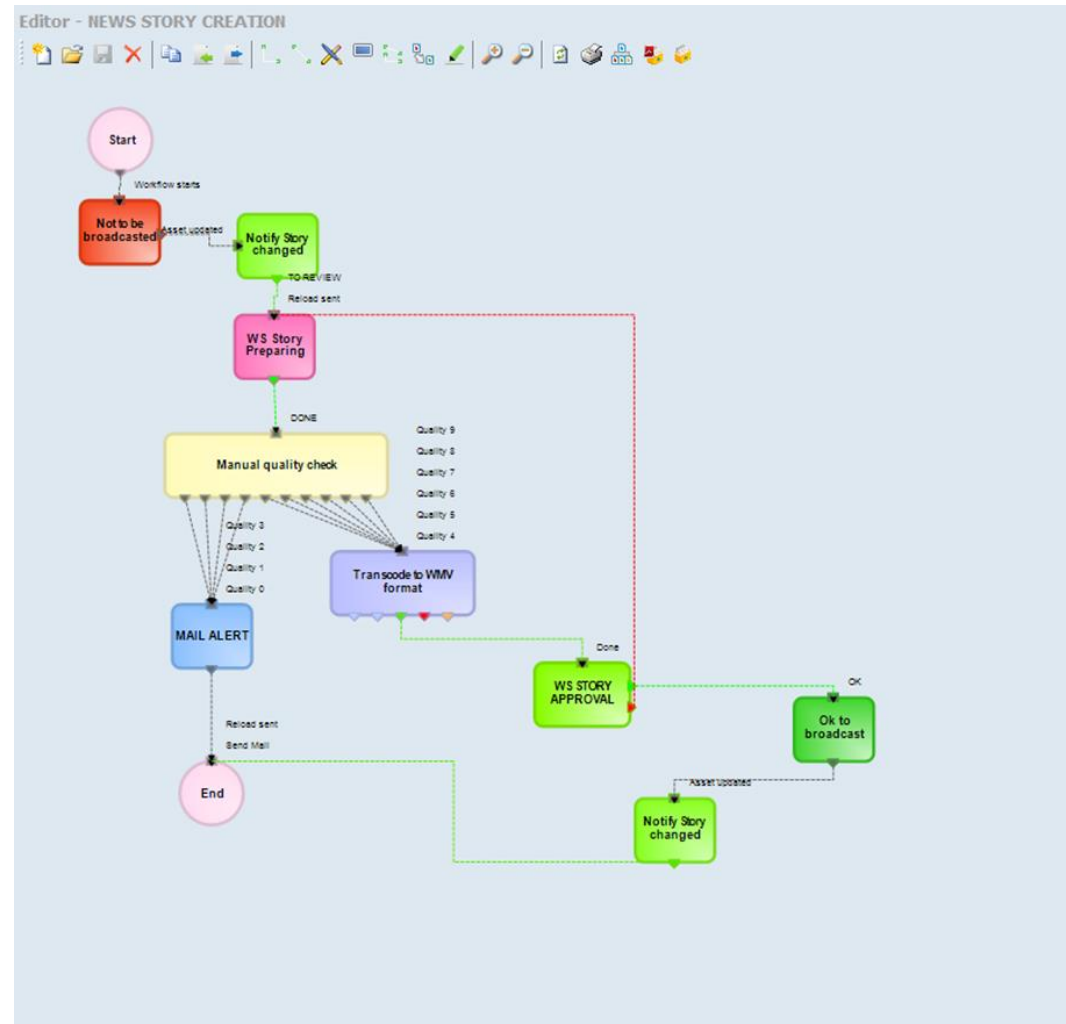 Editor - NEWS STORY CREATION
Start
Workflow starts
Not to be
broadcasted
Asset updated
Notify Story
changed
TO REVIEW
Reload sent
WS Story
Preparing
DONE
Manual quality check
Quality 9
Quality 8
Quality 7
Quality 6
Quality 5
Quality 4
Quality 3
Quality 2
Quality 1
Quality 0
Transcode to WMV
format
MAIL ALERT
Done
WS STORY
APPROVAL
OK
Ok to
broadcast
Reload sent
Send Mail
End
Asset updated
Notify Story
changed